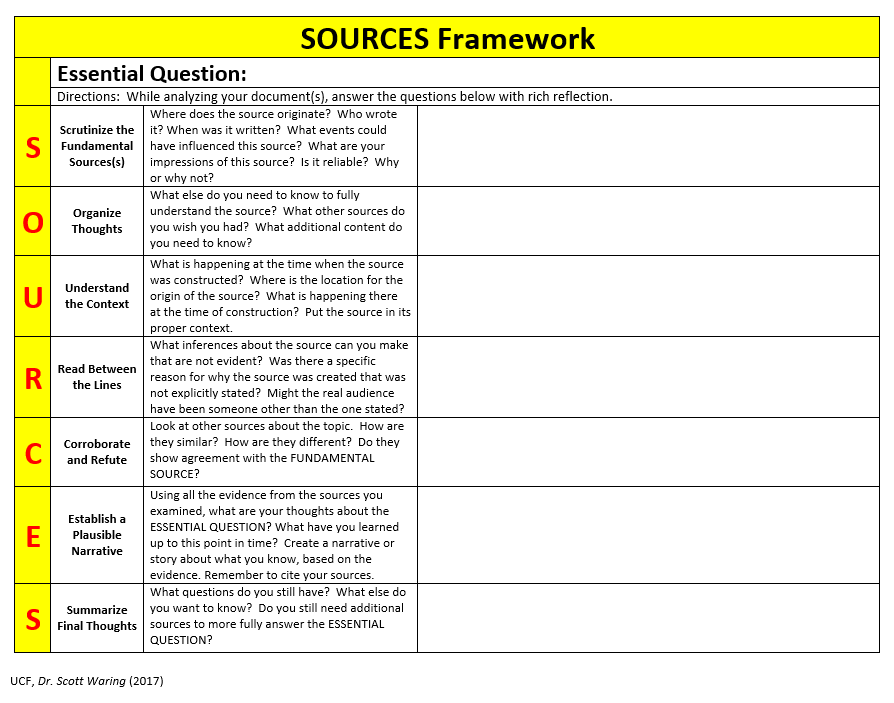 SOURCES Framework
Essential Question:
Directions:  While analyzing your document(s), answer the questions below with rich reflection.
S
Scrutinize the
Fundamental
Sources(s)
Where does the source originate?  Who wrote
it? When was it written?  What events could
have influenced this source?  What are your
impressions of this source?  Is it reliable?  Why
or why not?
O
Organize
Thoughts
What else do you need to know to fully
understand the source?  What other sources do
you wish you had?  What additional content do
you need to know?
U
Understand
the Context
What is happening at the time when the source
was constructed?  Where is the location for the
origin of the source?  What is happening there
at the time of construction?  Put the source in its
proper context.
R
Read Between
the Lines
What inferences about the source can you make
that are not evident?  Was there a specific
reason for why the source was created that was
not explicitly stated?  Might the real audience
have been someone other than the one stated?
C
Corroborate
and Refute
Look at other sources about the topic.  How are
they similar?  How are they different?  Do they
show agreement with the FUNDAMENTAL
SOURCE?
E
Establish a
Plausible
Narrative
Using all the evidence from the sources you
examined, what are your thoughts about the
ESSENTIAL QUESTION? What have you learned
up to this point in time?  Create a narrative or
story about what you know, based on the
evidence. Remember to cite your sources.
S
Summarize
Final Thoughts
What questions do you still have?  What else do
you want to know?  Do you still need additional
sources to more fully answer the ESSENTIAL
QUESTION?
UCF, Dr. Scott Waring (2017)